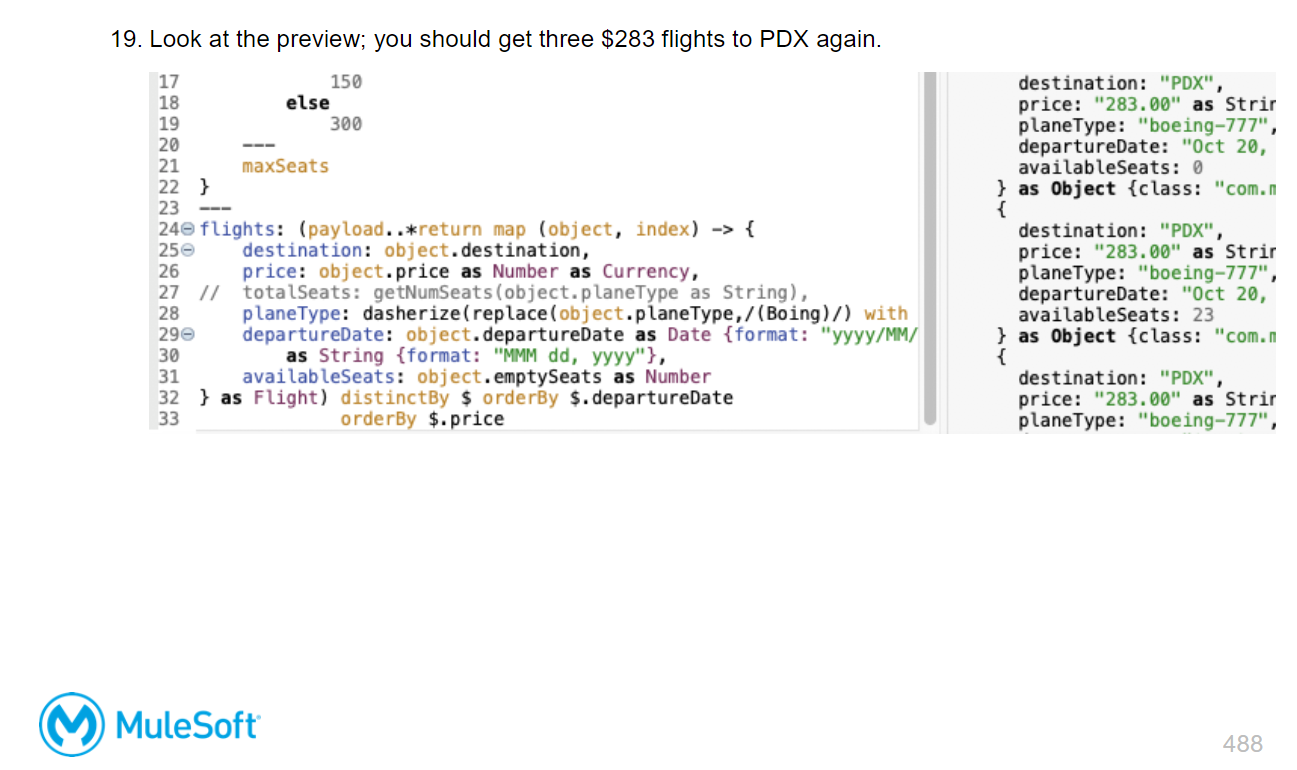 19. Look at the preview; you should get three $283 flights to PDX again.
17 150
18 else
19 300
20 ---
21 maxSeats
22 }
23 ---
24 flights: (payload..*return map (object, index) -> {
25 destination: object.destination,
26 price: object.price as Number as Currency,
27 // totalSeats: getNumSeats(object.planeType as String),
28 planeType: dasherize(replace(object.planeType,/(Boing)/) with
29 departureDate: object.departureDate as Date {format: "yyyy/MM/
30 as String {format: "MMM dd, yyyy"},
31 availableSeats: object.emptySeats as Number
32 } as Flight) distinctBy $ orderBy $.departureDate
33 orderBy $.price
destination: "PDX",
price: "283.00" as Strin
planeType: "boeing-777",
departureDate: "Oct 20,
availableSeats: 0
} as Object {class: "com.m
{
destination: "PDX",
price: "283.00" as Strin
planeType: "boeing-777",
departureDate: "Oct 20,
availableSeats: 23
} as Object {class: "com.m
{
destination: "PDX",
price: "283.00" as Strin
planeType: "boeing-777",
MuleSoft
488